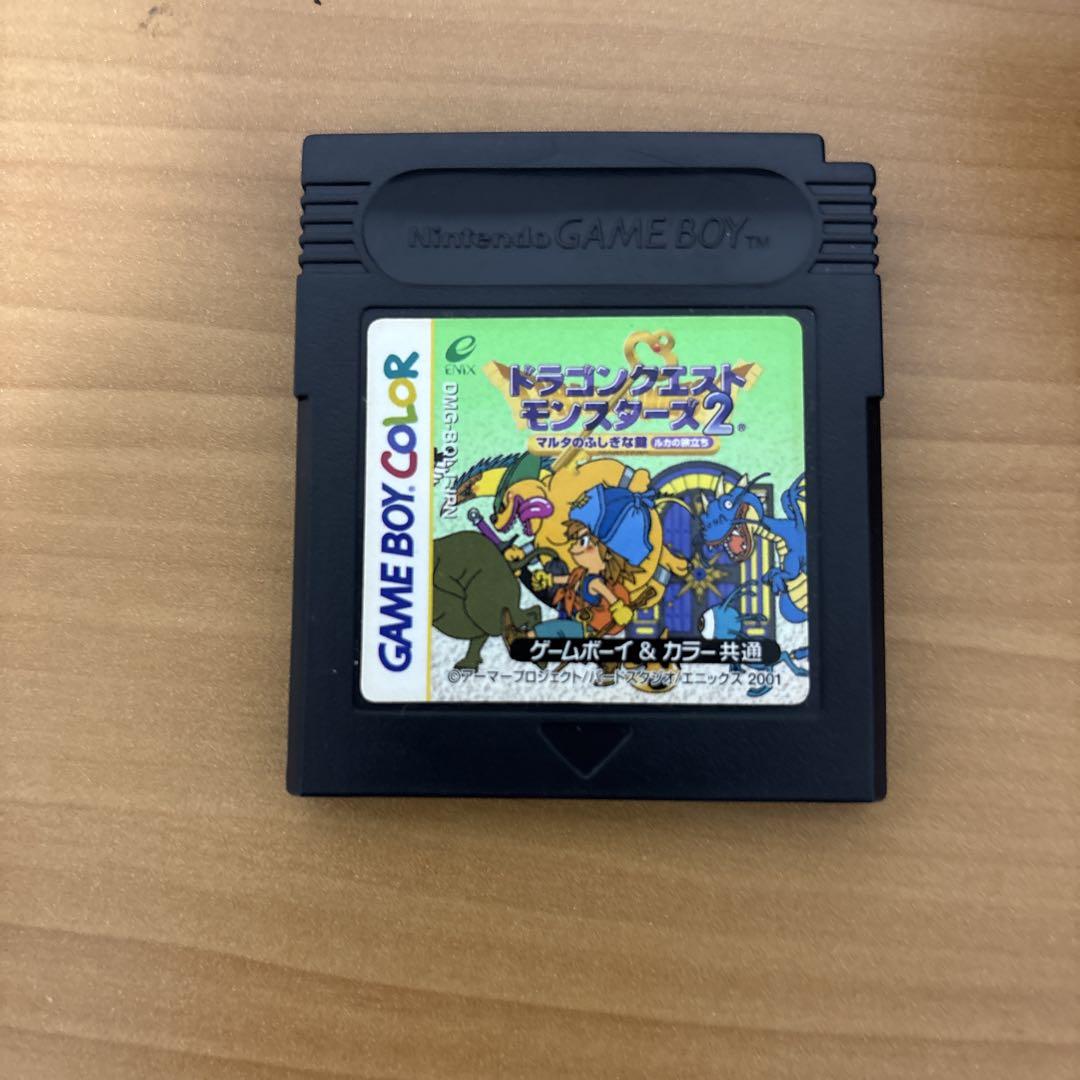 Nintendo GAME BOY™
GAME BOY COLOR
ENIX
ドラゴンクエスト
モンスターズ2®
マルタのふしぎな鍵 ルカの旅立ち
ゲームボーイ&カラー共通
©アーマープロジェクト/バードスタジオ/エニックス 2001